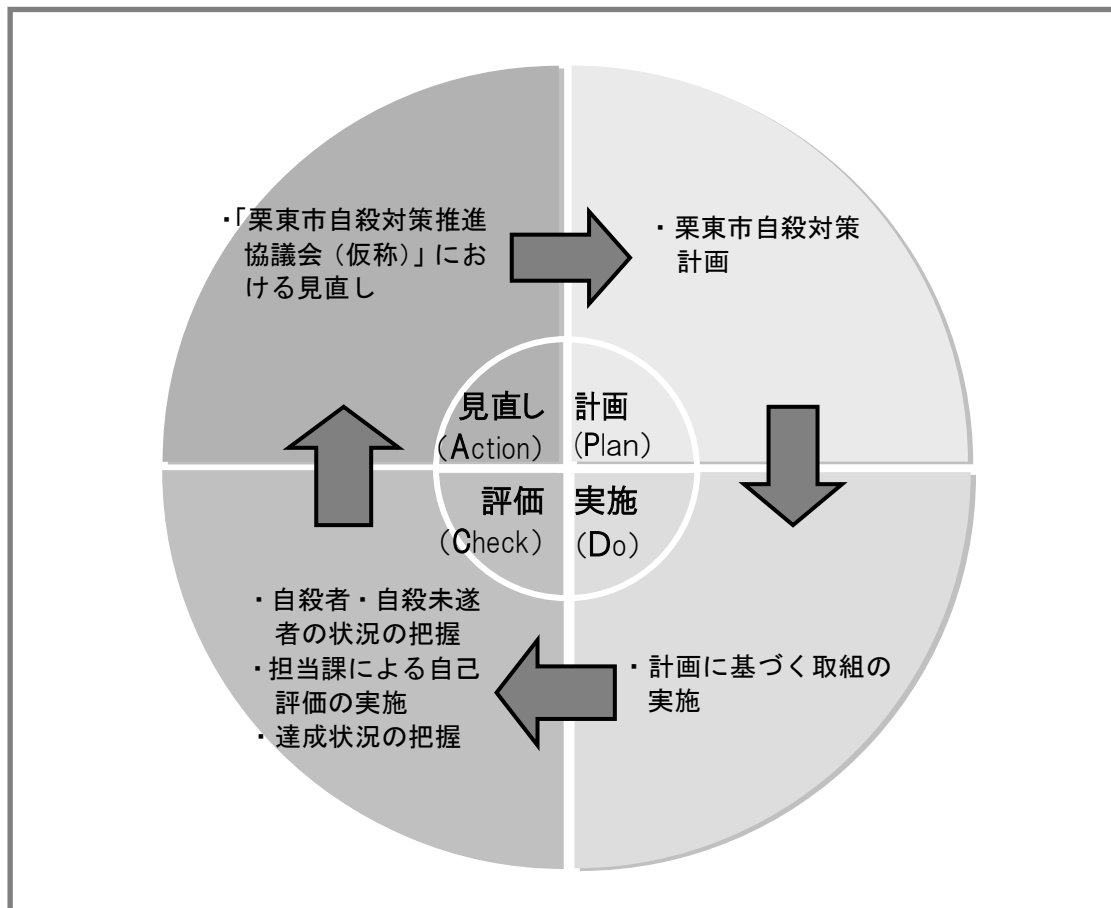 ・「栗東市自殺対策推進
協議会（仮称）」にお
ける見直し
・栗東市自殺対策
計画
見直し
（Action）
計画
（Plan）
評価
（Check）
実施
（Do）
・自殺者・自殺未遂
者の状況の把握
・担当課による自己
評価の実施
・達成状況の把握
・計画に基づく取組の
実施